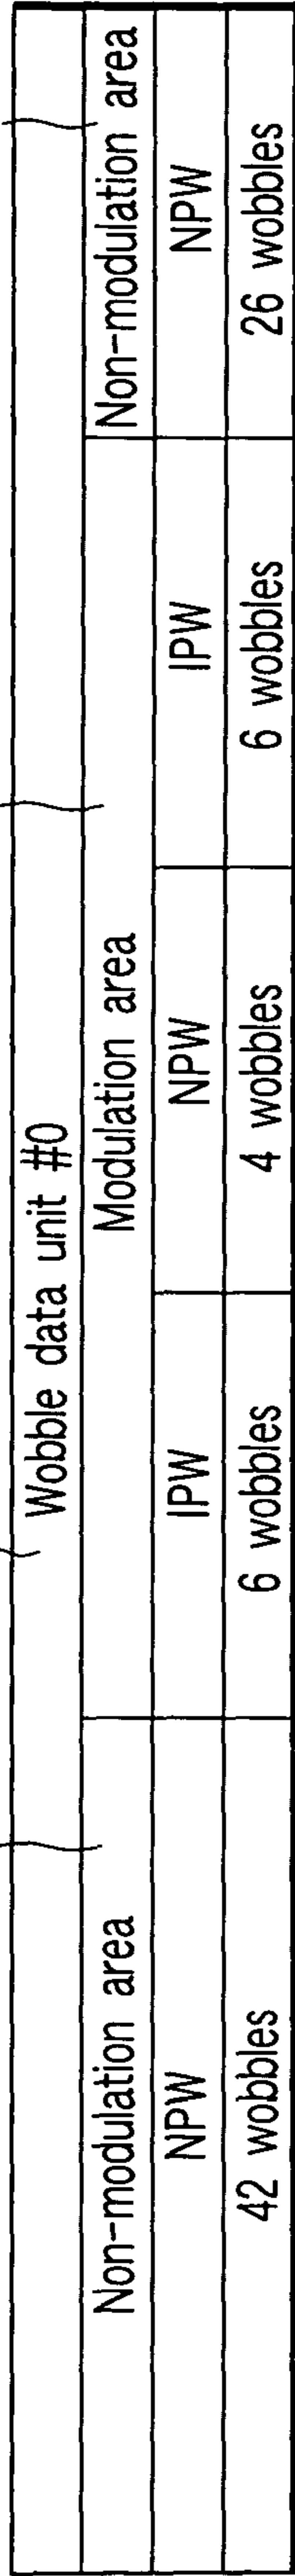 Wobble data unit #0
Non-modulation area Modulation area Non-modulation area
NPW IPW NPW IPW NPW
42 wobbles 6 wobbles 4 wobbles 6 wobbles 26 wobbles